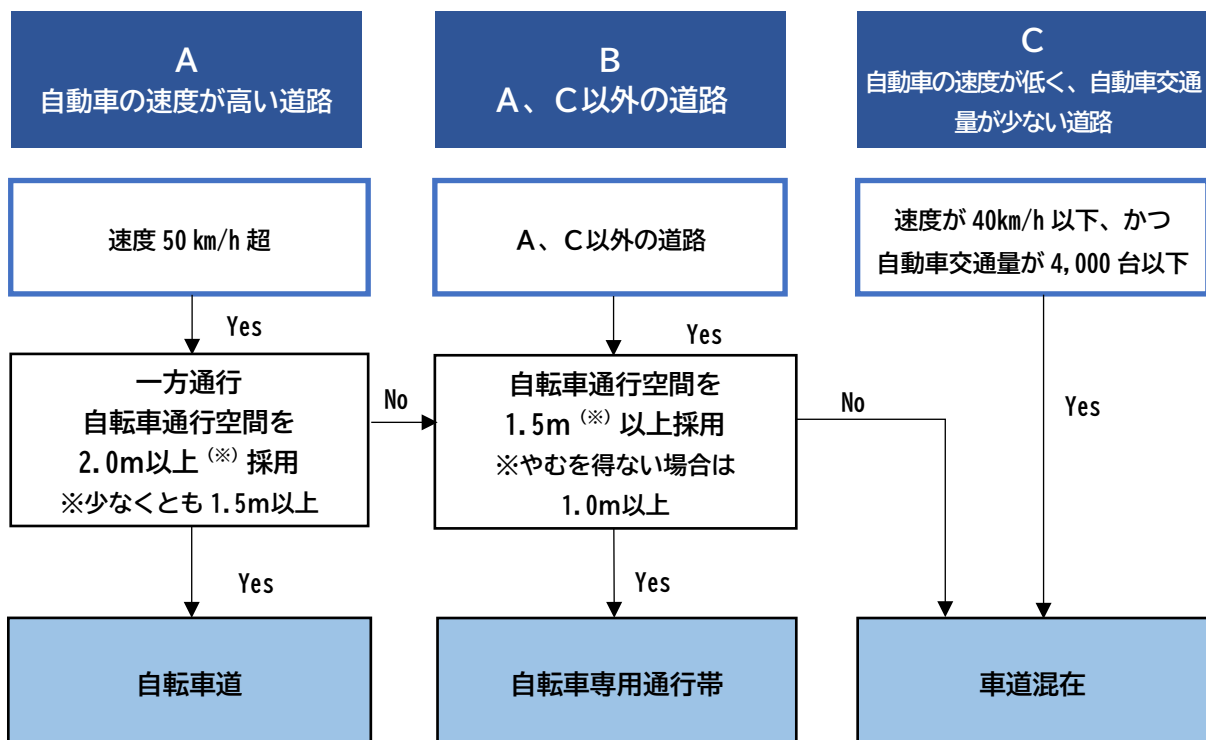 A
自動車の速度が高い道路
B
A、C以外の道路
C
自動車の速度が低く、自動車交通
量が少ない道路
速度 50 km/h 超
A、C以外の道路
速度が 40km/h 以下、かつ
自動車交通量が 4,000 台以下
Yes
Yes
Yes
一方通行
自転車通行空間を
2.0m以上(※)採用
※少なくとも 1.5m以上
No
自転車通行空間を
1.5m(※)以上採用
※やむを得ない場合は
1.0m以上
No
Yes
Yes
自転車道
自転車専用通行帯
車道混在